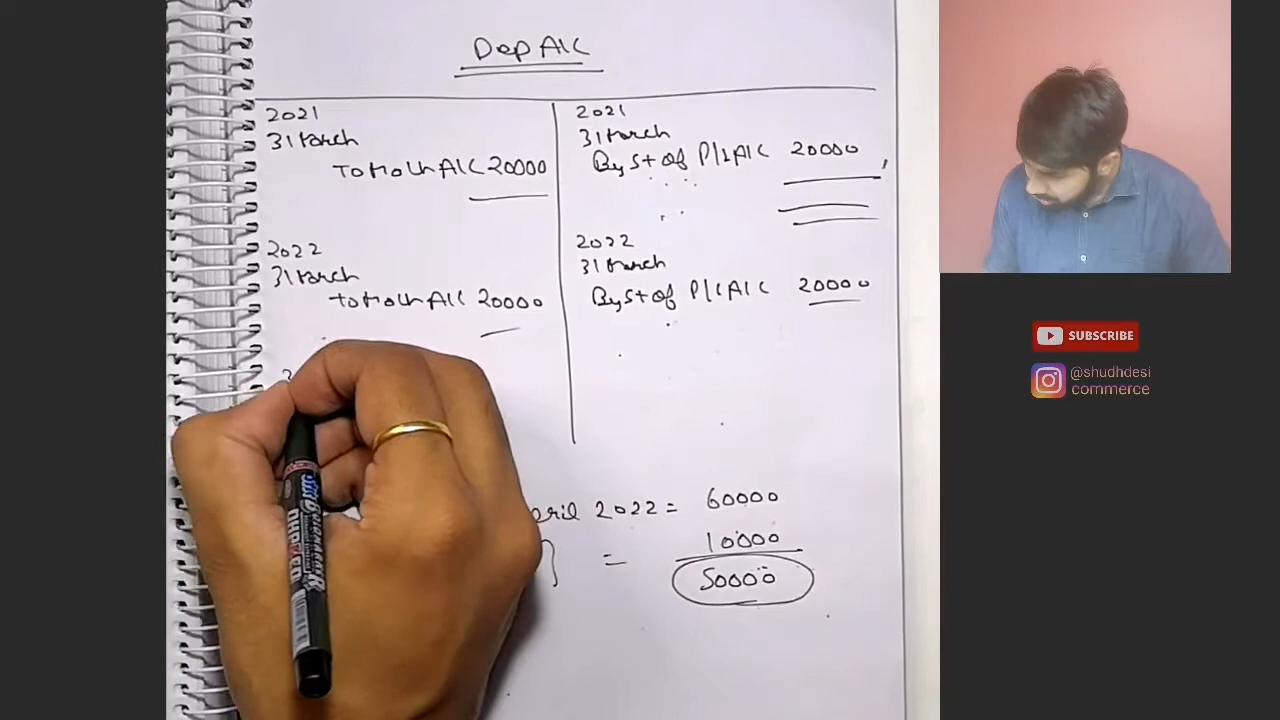 Dep A/C
2021
31 March
To Mach A/C 20000
2022
31 March
To Mach A/C 20000
2021
31 March
By St of P/L A/C 20000
2022
31 March
By St of P/L A/C 20000
2022 = 60000
= 10000
50000
SUBSCRIBE
@shudhdesi
commerce